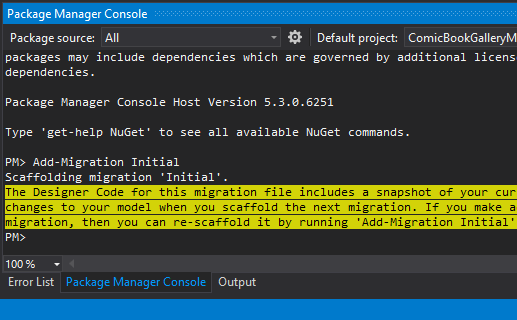 Package Manager Console
Package source: All
Default project: ComicBookGalleryM
packages may include dependencies which are governed by additional licens
dependencies.
Package Manager Console Host Version 5.3.0.6251
Type 'get-help NuGet' to see all available NuGet commands.
PM> Add-Migration Initial
Scaffolding migration 'Initial'.
The Designer Code for this migration file includes a snapshot of your cur
changes to your model when you scaffold the next migration. If you make a
migration, then you can re-scaffold it by running 'Add-Migration Initial'
PM>
100 %
Error List Package Manager Console Output